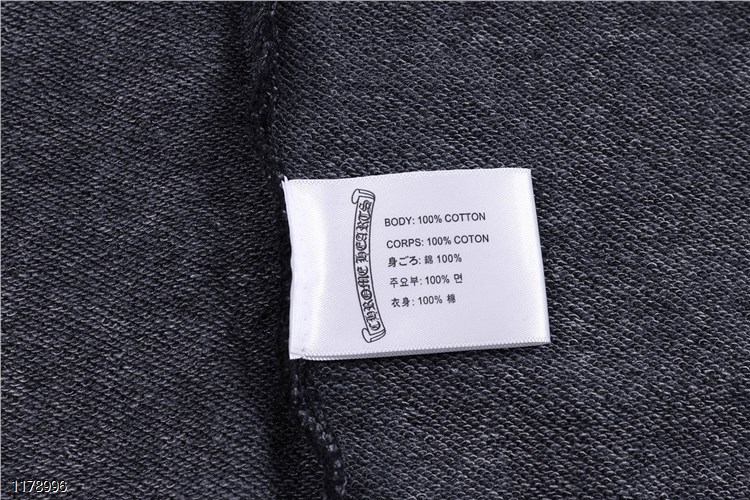 CHROME HEARTS
BODY: 100% COTTON
CORPS: 100% COTON
身ごろ: 錦 100%
주요부: 100% 면
衣身: 100% 棉
1178996